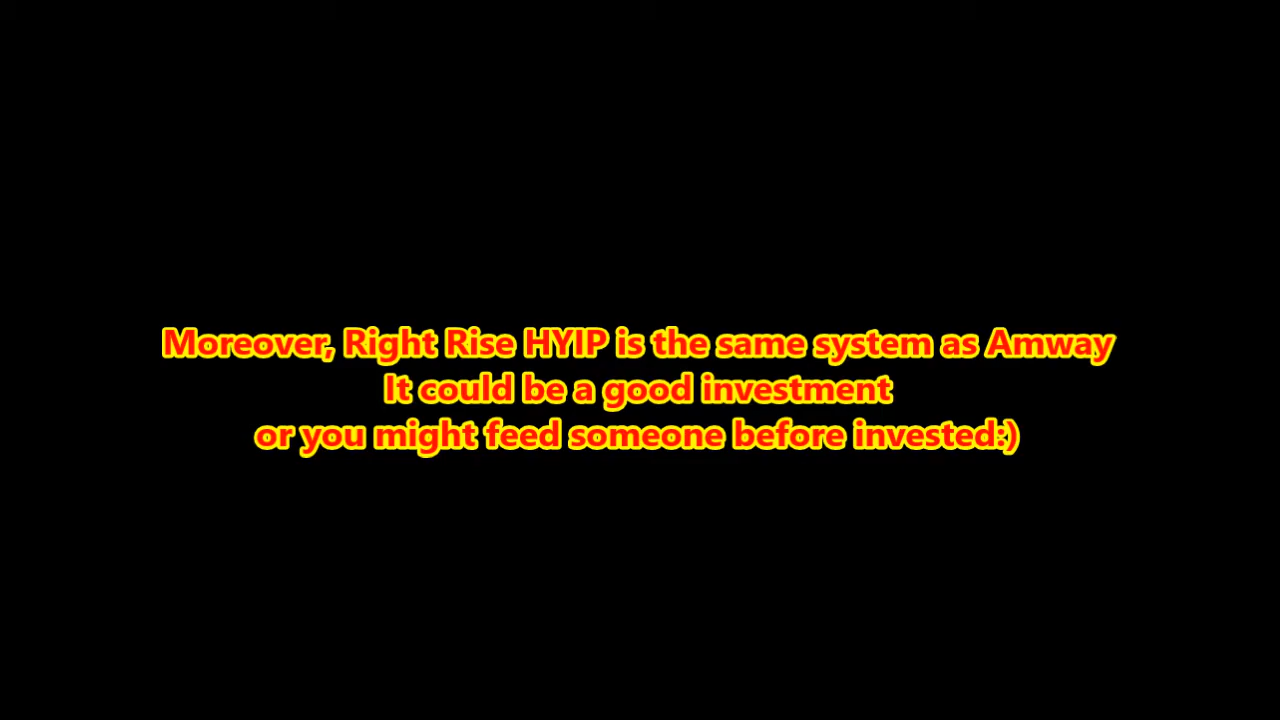 Moreover, Right Rise HYIP is the same system as Amway
It could be a good investment
or you might feed someone before invested:)